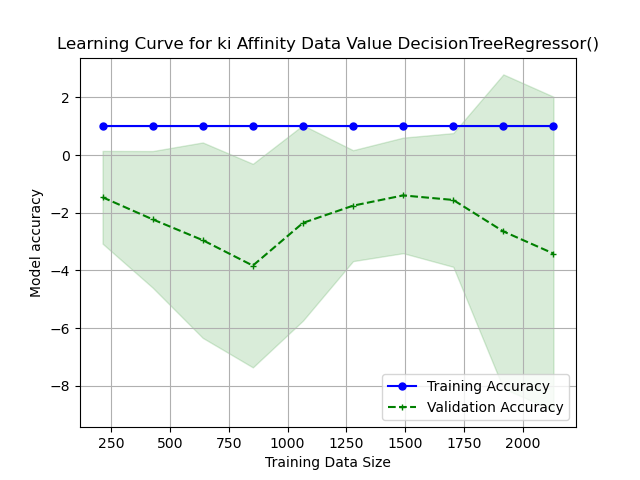 Learning Curve for ki Affinity Data Value DecisionTreeRegressor()
Model accuracy
2
0
−2
−4
−6
−8
250 500 750 1000 1250 1500 1750 2000
Training Data Size
Training Accuracy
Validation Accuracy